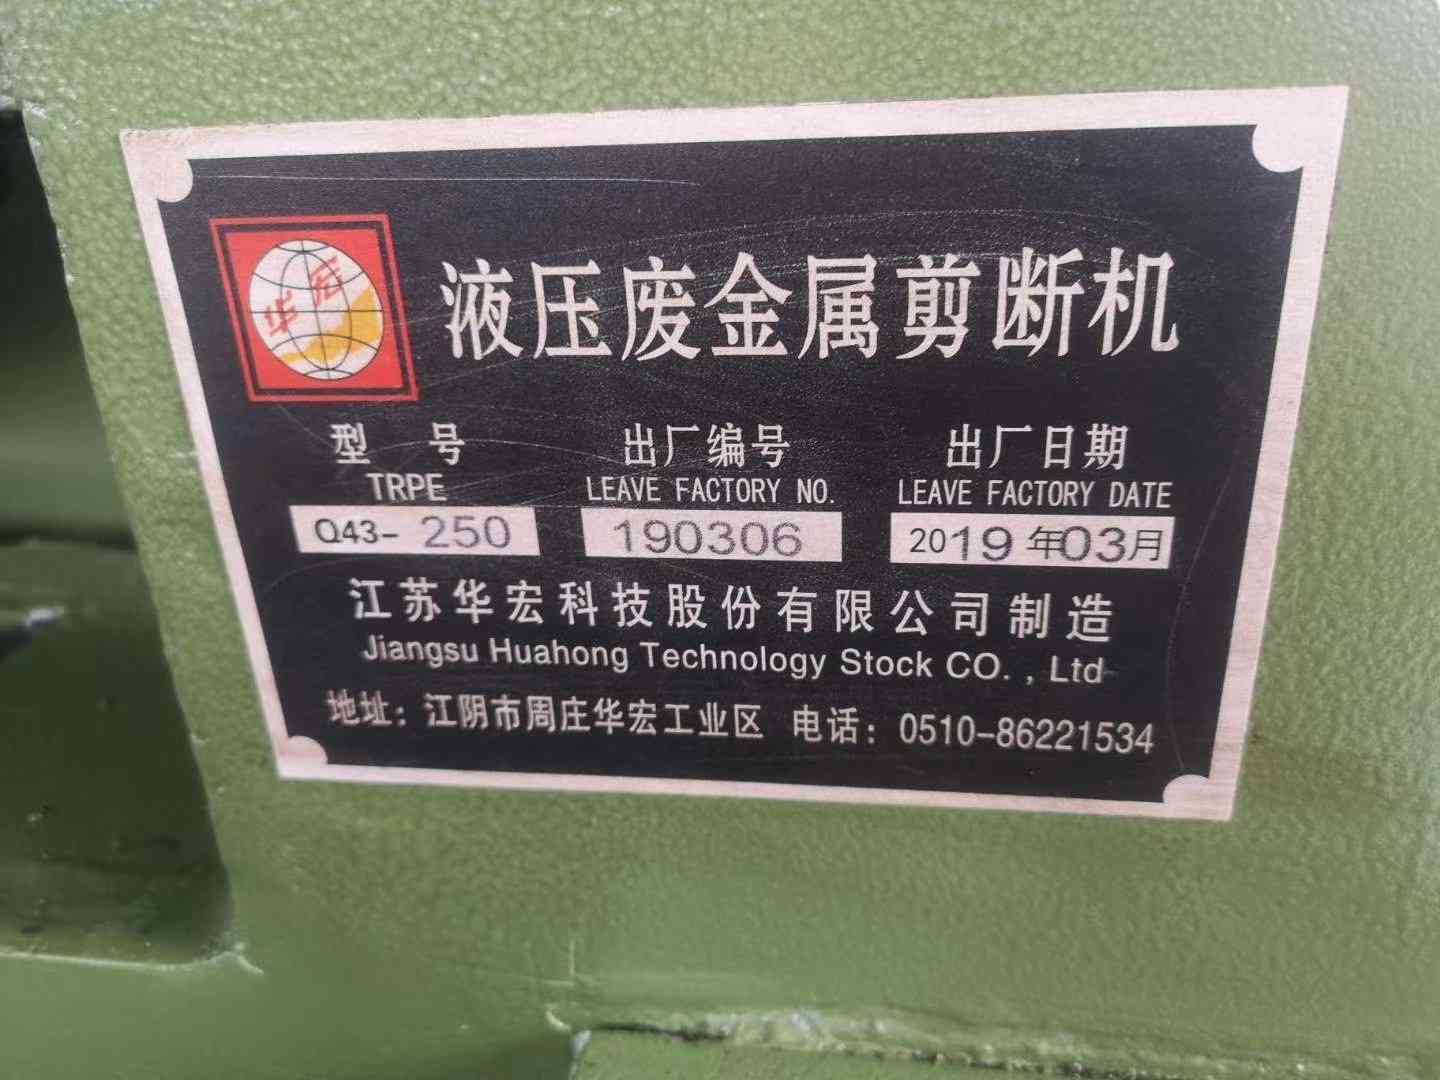 华宏
液压废金属剪断机
型号 出厂编号 出厂日期
TRPE LEAVE FACTORY NO. LEAVE FACTORY DATE
Q43-250 190306 2019年03月
江苏华宏科技股份有限公司制造
Jiangsu Huahong Technology Stock CO., Ltd
地址：江阴市周庄华宏工业区 电话：0510-86221534